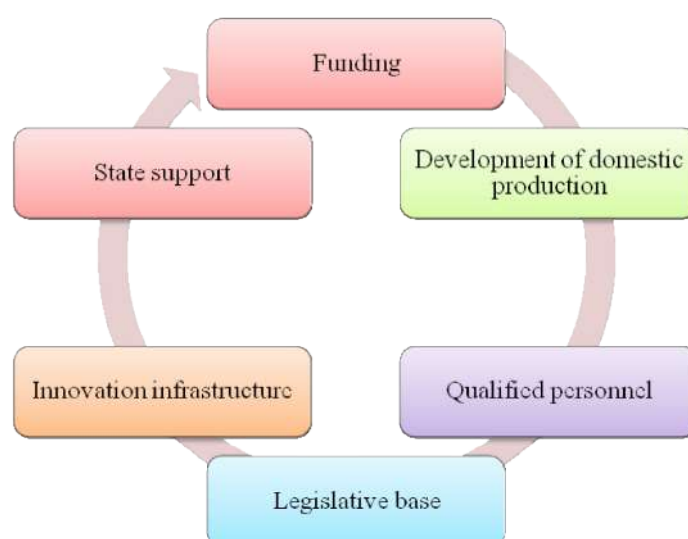 Funding
Development of domestic
production
Qualified personnel
Legislative base
Innovation infrastructure
State support